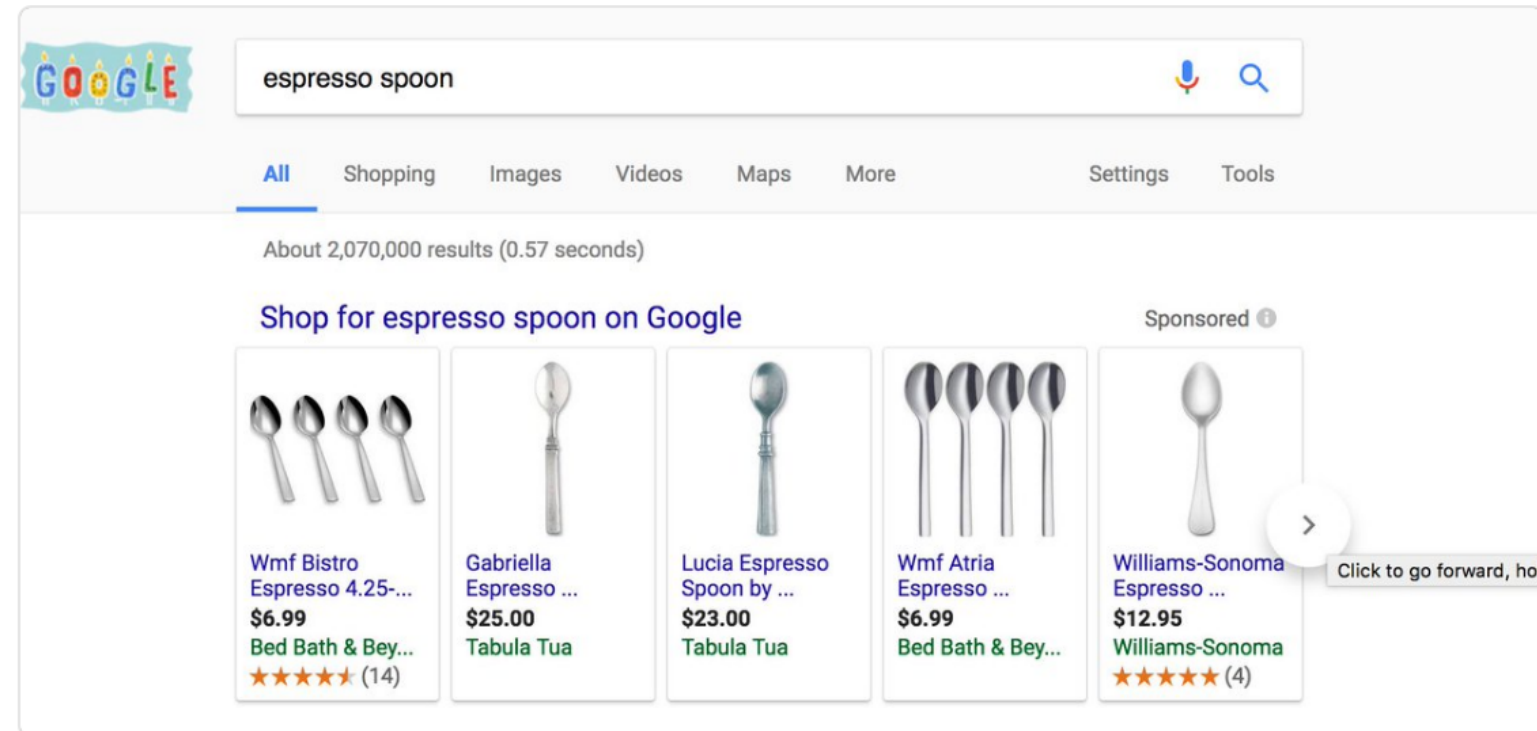 GOOGLE
espresso spoon
All Shopping Images Videos Maps More Settings Tools
About 2,070,000 results (0.57 seconds)
Shop for espresso spoon on Google
Sponsored
Wmf Bistro
Espresso 4.25-...
$6.99
Bed Bath & Bey...
(14)
Gabriella
Espresso ...
$25.00
Tabula Tua
Lucia Espresso
Spoon by ...
$23.00
Tabula Tua
Wmf Atria
Espresso ...
$6.99
Bed Bath & Bey...
Williams-Sonoma
Espresso ...
$12.95
Williams-Sonoma
(4)
Click to go forward, ho